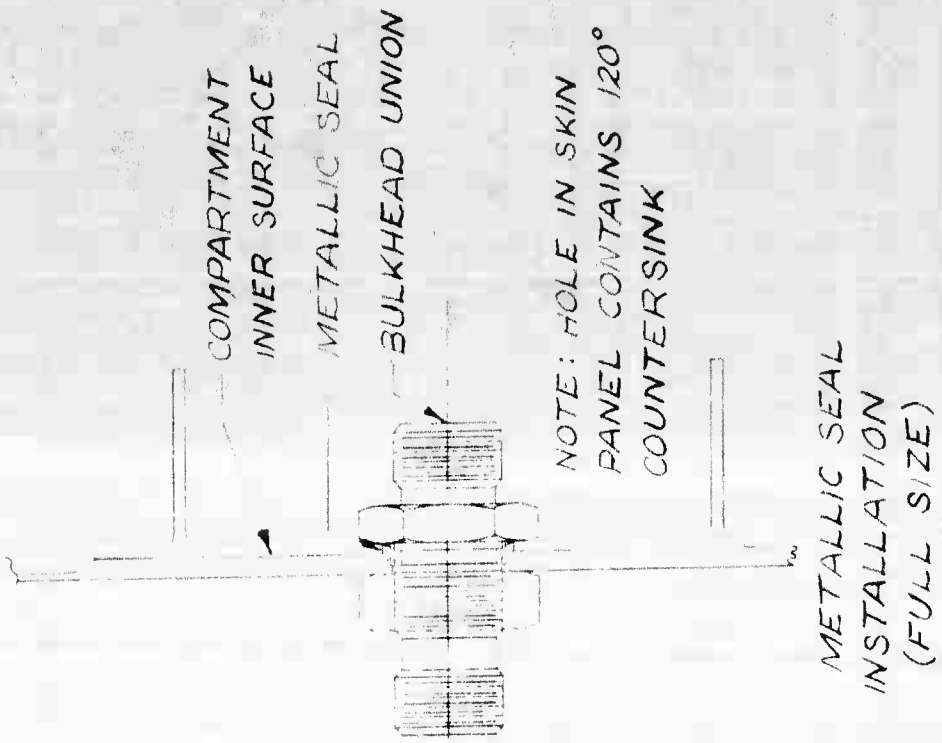 COMPARTMENT
INNER SURFACE
METALLIC SEAL
BULKHEAD UNION
NOTE: HOLE IN SKIN
PANEL CONTAINS 120°
COUNTERSINK
METALLIC SEAL
INSTALLATION
(FULL SIZE)